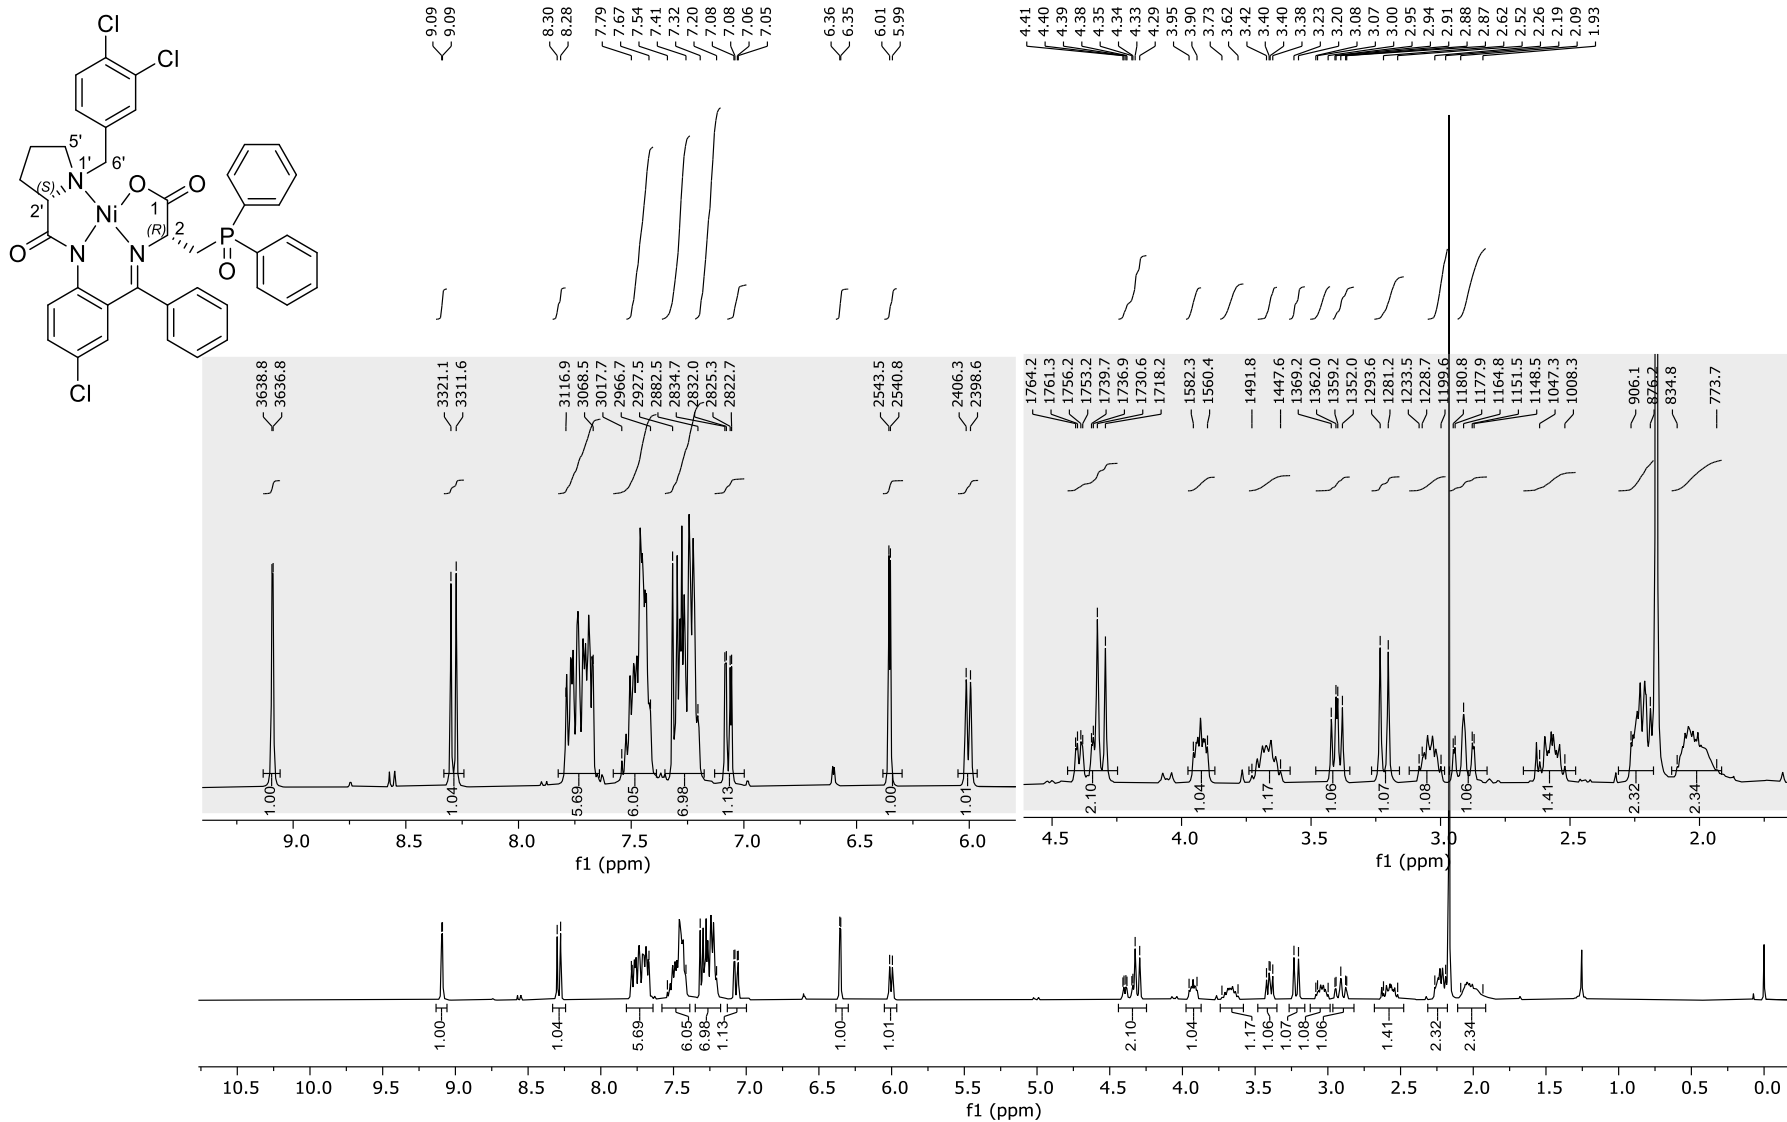 9.09 9.09 8.30 8.28 7.79 7.67 7.54 7.41 7.32 7.20 7.08 7.08 7.06 7.05 6.36 6.35 6.01 5.99 4.41 4.40 4.39 4.38 4.35 4.34 4.33 4.29 3.95 3.90 3.73 3.62 3.42 3.40 3.40 3.38 3.23 3.20 3.08 3.07 3.00 2.95 2.94 2.91 2.88 2.87 2.62 2.52 2.26 2.19 2.09 1.93
Cl
Cl
5'
1' 6'
(S) N O O
2' Ni 1
(R) 2 P
O N N O
Cl
3638.8 3636.8 3321.1 3311.6 3116.9 3068.5 3017.7 2966.7 2927.5 2882.5 2834.7 2832.0 2825.3 2822.7 2543.5 2540.8 2406.3 2398.6
1764.2 1761.3 1756.2 1753.2 1739.7 1736.9 1730.6 1718.2 1582.3 1560.4 1491.8 1447.6 1369.2 1362.0 1359.2 1352.0 1293.6 1281.2 1233.5 1228.7 1199.6 1180.8 1177.9 1164.8 1151.5 1148.5 1047.3 1008.3 906.1 876.2 834.8 773.7
1.00 1.04 5.69 6.05 6.98 1.13 1.00 1.01
2.10 1.04 1.17 1.06 1.07 1.08 1.06 1.41 2.32 2.34
9.0 8.5 8.0 7.5 7.0 6.5 6.0
f1 (ppm)
4.5 4.0 3.5 3.0 2.5 2.0
f1 (ppm)
1.00 1.04 5.69 6.05 6.98 1.13 1.00 1.01 2.10 1.04 1.17 1.06 1.07 1.08 1.06 1.41 2.32 2.34
10.5 10.0 9.5 9.0 8.5 8.0 7.5 7.0 6.5 6.0 5.5 5.0 4.5 4.0 3.5 3.0 2.5 2.0 1.5 1.0 0.5 0.0
f1 (ppm)